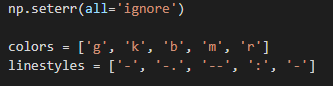 np.seterr(all='ignore')
colors = ['g', 'k', 'b', 'm', 'r']
linestyles = ['-', '-.', '--', ':', '-']